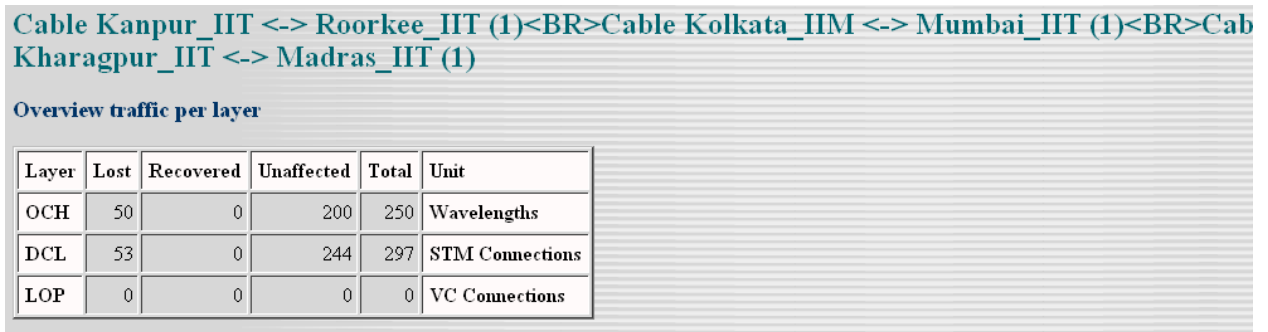 Cable Kanpur_IIT <-> Roorkee_IIT (1)<BR>Cable Kolkata_IIM <-> Mumbai_IIT (1)<BR>Cab
Kharagpur_IIT <-> Madras_IIT (1)
Overview traffic per layer
Layer Lost Recovered Unaffected Total Unit
OCH 50 0 200 250 Wavelengths
DCL 53 0 244 297 STM Connections
LOP 0 0 0 0 VC Connections